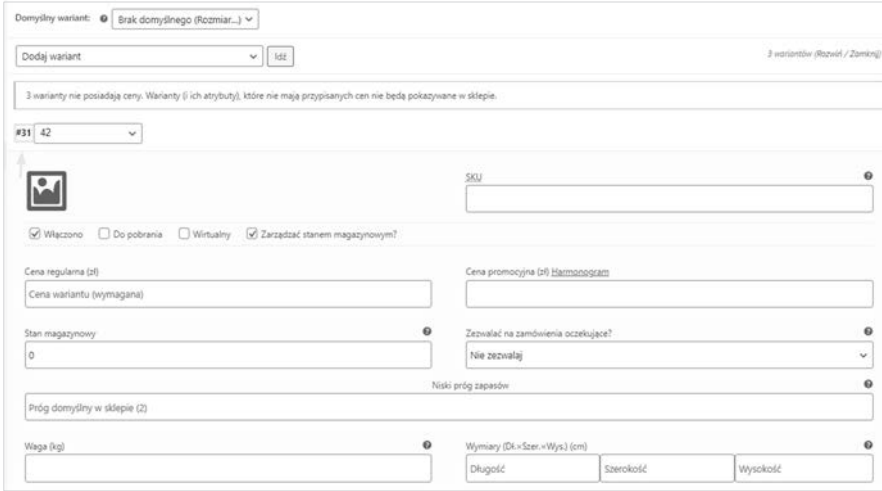 Domyślny wariant: Brak domyślnego (Rozmiar...)
Dodaj wariant Idź 3 wariantów (Rozwiń / Zamknij)
3 warianty nie posiadają ceny. Warianty (i ich atrybuty), które nie mają przypisanych cen nie będą pokazywane w sklepie.
#31 42
SKU
Włączono Do pobrania Wirtualny Zarządzać stanem magazynowym?
Cena regularna (zł) Cena promocyjna (zł) Harmonogram
Cena wariantu (wymagana)
Stan magazynowy Zezwalać na zamówienia oczekujące?
0 Nie zezwalaj
Niski próg zapasów
Próg domyślny w sklepie (2)
Waga (kg) Wymiary (Dł.×Szer.×Wys.) (cm)
Długość Szerokość Wysokość